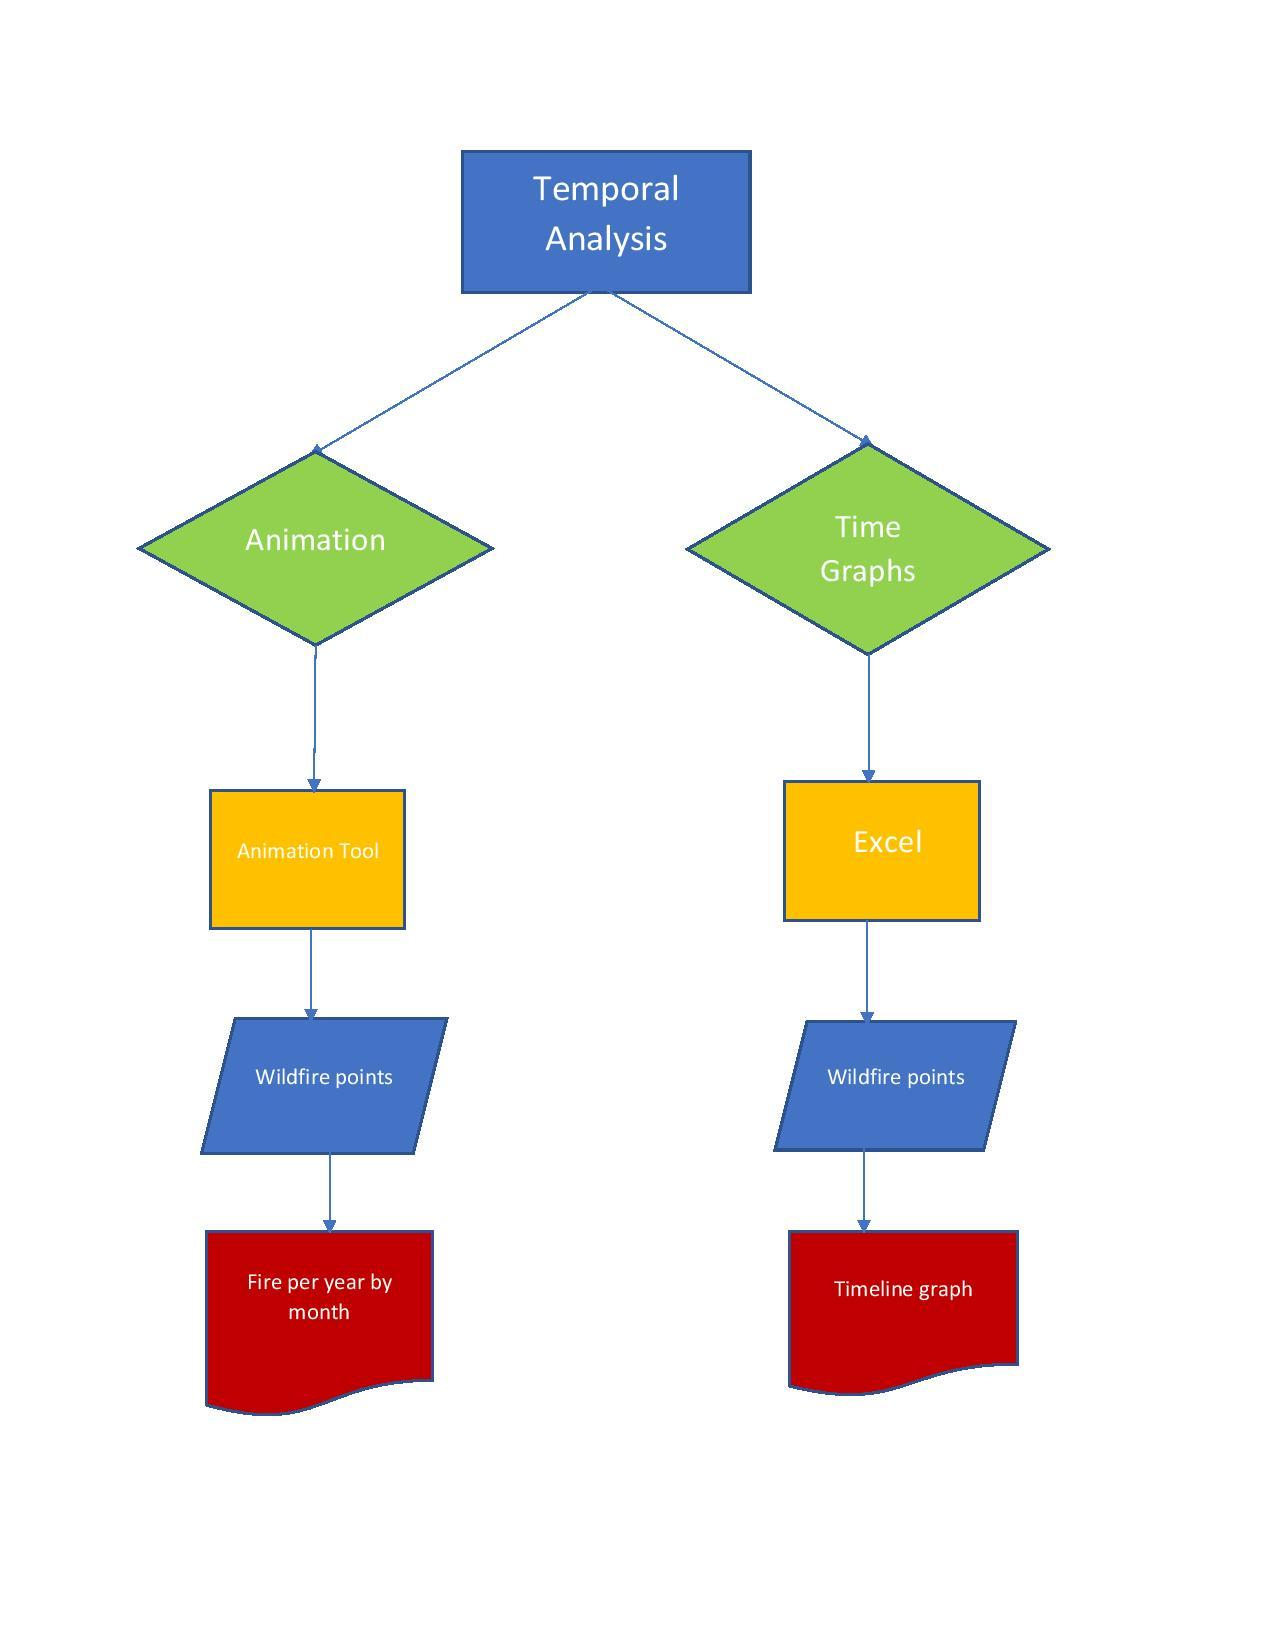 Temporal
Analysis
Animation
Time
Graphs
Animation Tool
Excel
Wildfire points
Wildfire points
Fire per year by
month
Timeline graph